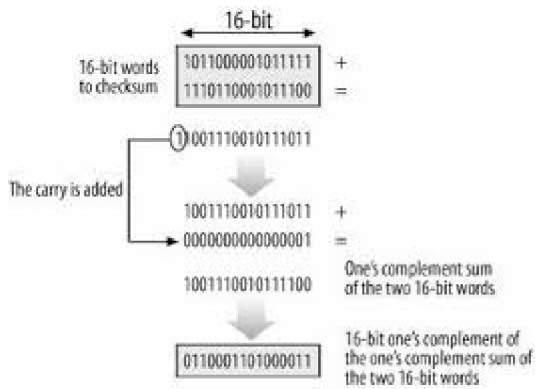 16-bit
16-bit words
to checksum
1011000001011111 +
1110110001011100 =
11001110010111011
The carry is added
1001110010111011 +
0000000000000001 =
1001110010111100
One's complement sum
of the two 16-bit words
0110001101000011
16-bit one's complement of
the one's complement sum of
the two 16-bit words